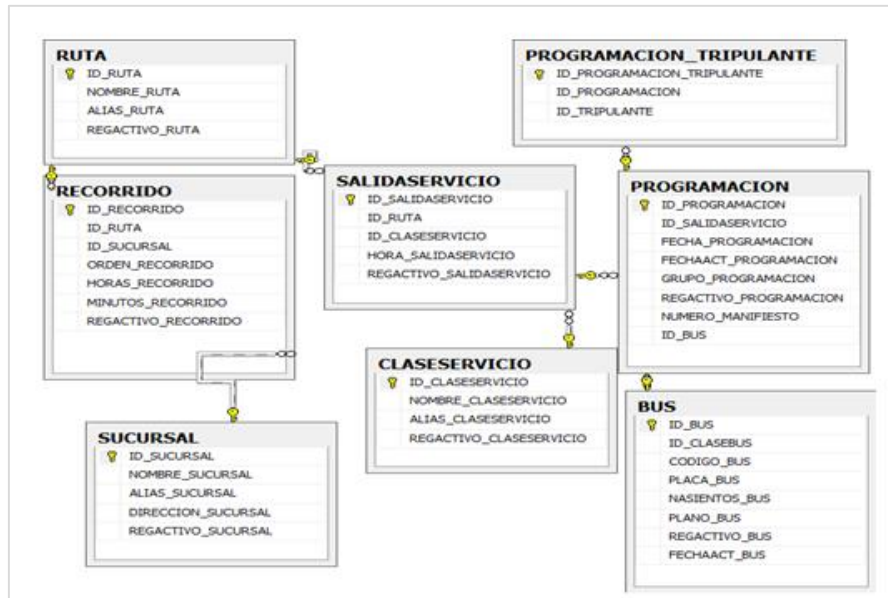 RUTA
ID_RUTA
NOMBRE_RUTA
ALIAS_RUTA
REGACTIVO_RUTA
RECORRIDO
ID_RECORRIDO
ID_RUTA
ID_SUCURSAL
ORDEN_RECORRIDO
HORAS_RECORRIDO
MINUTOS_RECORRIDO
REGACTIVO_RECORRIDO
SUCURSAL
ID_SUCURSAL
NOMBRE_SUCURSAL
ALIAS_SUCURSAL
DIRECCION_SUCURSAL
REGACTIVO_SUCURSAL
SALIDASERVICIO
ID_SALIDASERVICIO
ID_RUTA
ID_CLASESERVICIO
HORA_SALIDASERVICIO
REGACTIVO_SALIDASERVICIO
CLASESERVICIO
ID_CLASESERVICIO
NOMBRE_CLASESERVICIO
ALIAS_CLASESERVICIO
REGACTIVO_CLASESERVICIO
PROGRAMACION_TRIPULANTE
ID_PROGRAMACION_TRIPULANTE
ID_PROGRAMACION
ID_TRIPULANTE
PROGRAMACION
ID_PROGRAMACION
ID_SALIDASERVICIO
FECHA_PROGRAMACION
FECHAACT_PROGRAMACION
GRUPO_PROGRAMACION
REGACTIVO_PROGRAMACION
NUMERO_MANIFIESTO
ID_BUS
BUS
ID_BUS
ID_CLASEBUS
CODIGO_BUS
PLACA_BUS
NASIENTOS_BUS
PLANO_BUS
REGACTIVO_BUS
FECHAACT_BUS